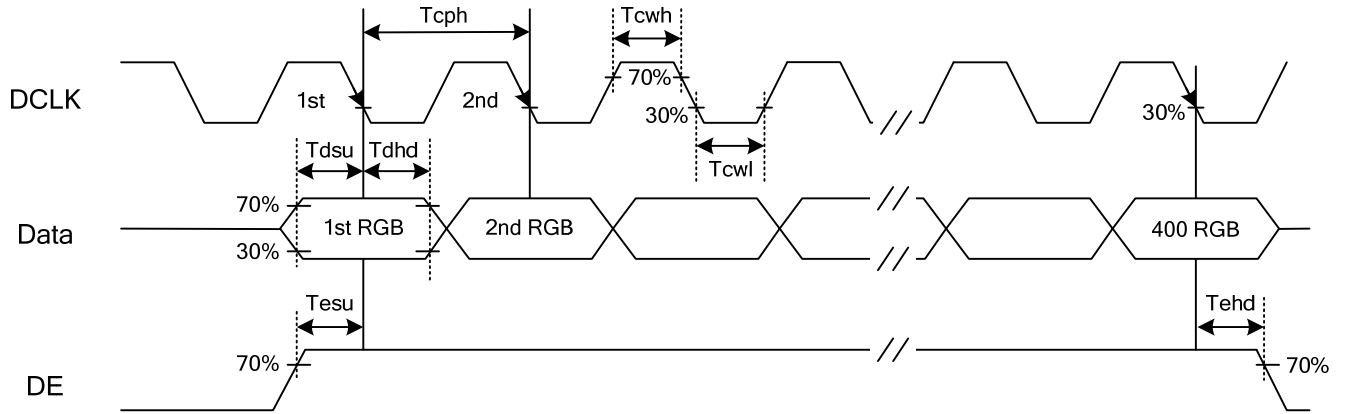 Tcph
Tcwh
DCLK
1st
2nd
70%
30%
30%
Tcwl
Tdsu
Tdhd
70%
Data
1st RGB
2nd RGB
400 RGB
30%
Tesu
Tehd
70%
70%
DE